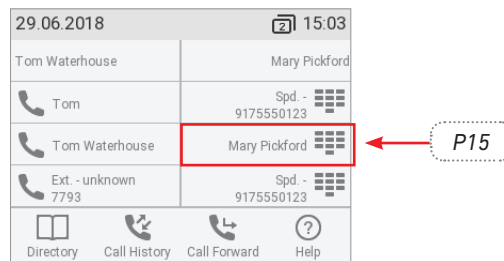 29.06.2018 2 15:03
Tom Waterhouse Mary Pickford
Tom Spd. -
9175550123
Tom Waterhouse Mary Pickford P15
Ext. - unknown Spd. -
7793 9175550123
Directory Call History Call Forward ? Help